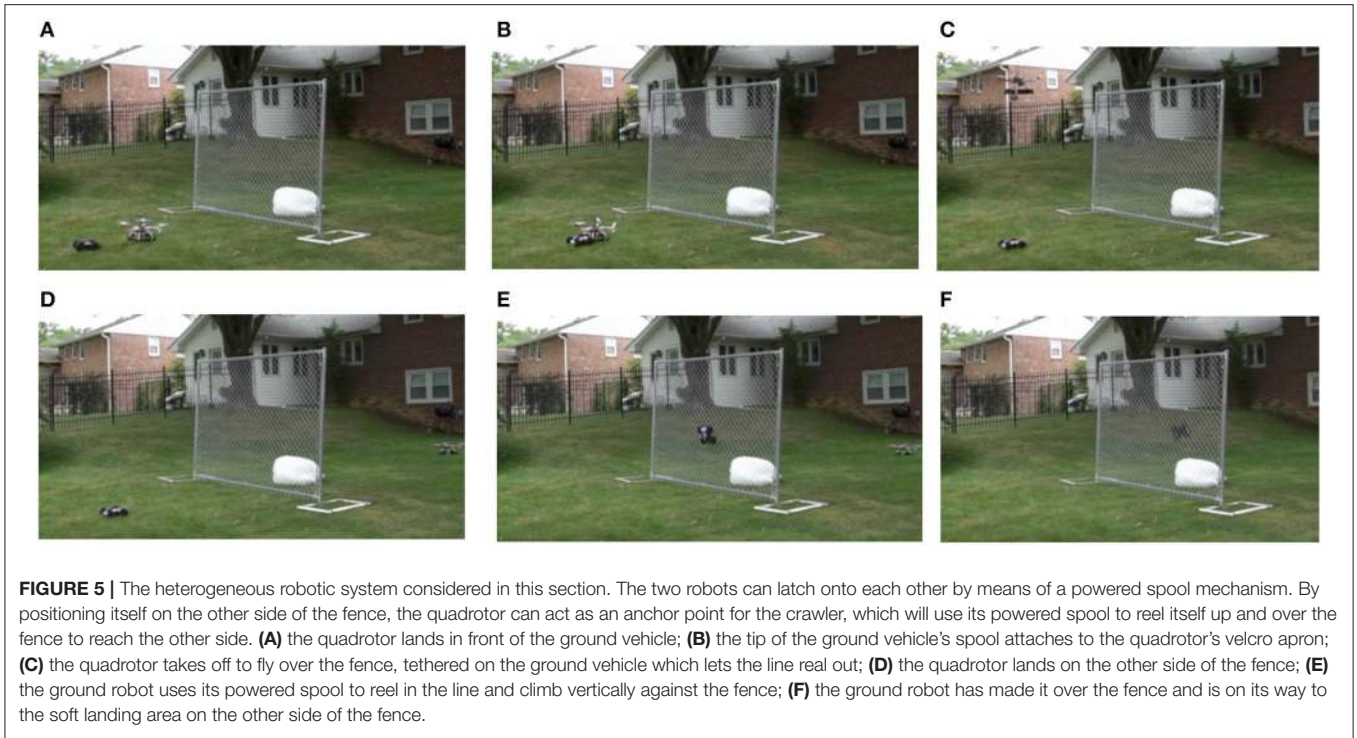 A
B
C
D
E
F
FIGURE 5 | The heterogeneous robotic system considered in this section. The two robots can latch onto each other by means of a powered spool mechanism. By
positioning itself on the other side of the fence, the quadrotor can act as an anchor point for the crawler, which will use its powered spool to reel itself up and over the
fence to reach the other side. (A) the quadrotor lands in front of the ground vehicle; (B) the tip of the ground vehicle's spool attaches to the quadrotor's velcro apron;
(C) the quadrotor takes off to fly over the fence, tethered on the ground vehicle which lets the line real out; (D) the quadrotor lands on the other side of the fence; (E)
the ground robot uses its powered spool to reel in the line and climb vertically against the fence; (F) the ground robot has made it over the fence and is on its way to
the soft landing area on the other side of the fence.